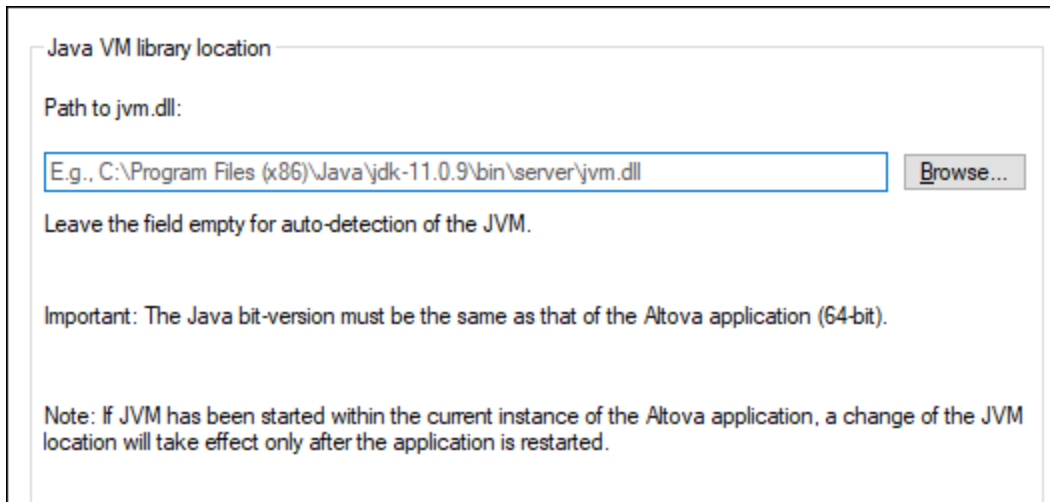 Java VM library location
Path to jvm.dll:
E.g., C:\Program Files (x86)\Java\jdk-11.0.9\bin\server\jvm.dll
Browse...
Leave the field empty for auto-detection of the JVM.
Important: The Java bit-version must be the same as that of the Altova application (64-bit).
Note: If JVM has been started within the current instance of the Altova application, a change of the JVM
location will take effect only after the application is restarted.